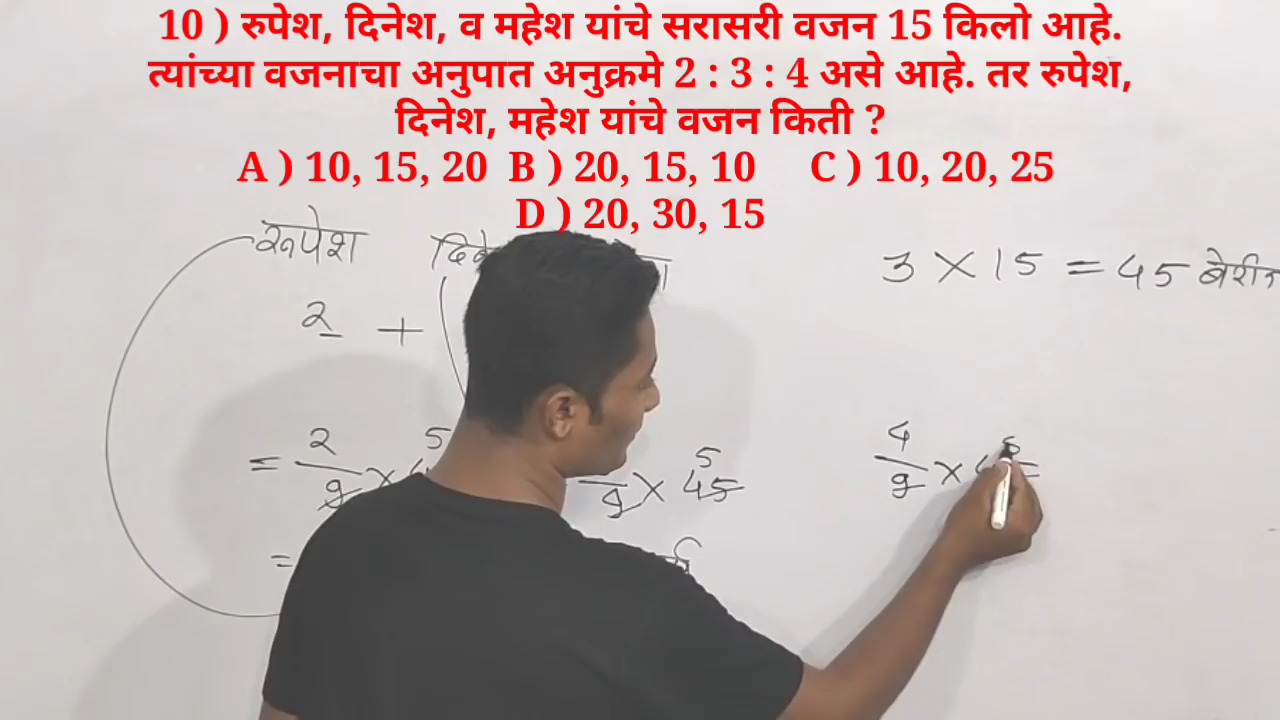 10 ) रुपेश, दिनेश, व महेश यांचे सरासरी वजन 15 किलो आहे.
त्यांच्या वजनाचा अनुपात अनुक्रमे 2 : 3 : 4 असे आहे. तर रुपेश,
दिनेश, महेश यांचे वजन किती ?
A ) 10, 15, 20 B ) 20, 15, 10 C ) 10, 20, 25
D ) 20, 30, 15
रूपेश
3 × 15 = 45 बेरीज
2 +
5 5
= 2/9 × × 45 4/9 ×
=